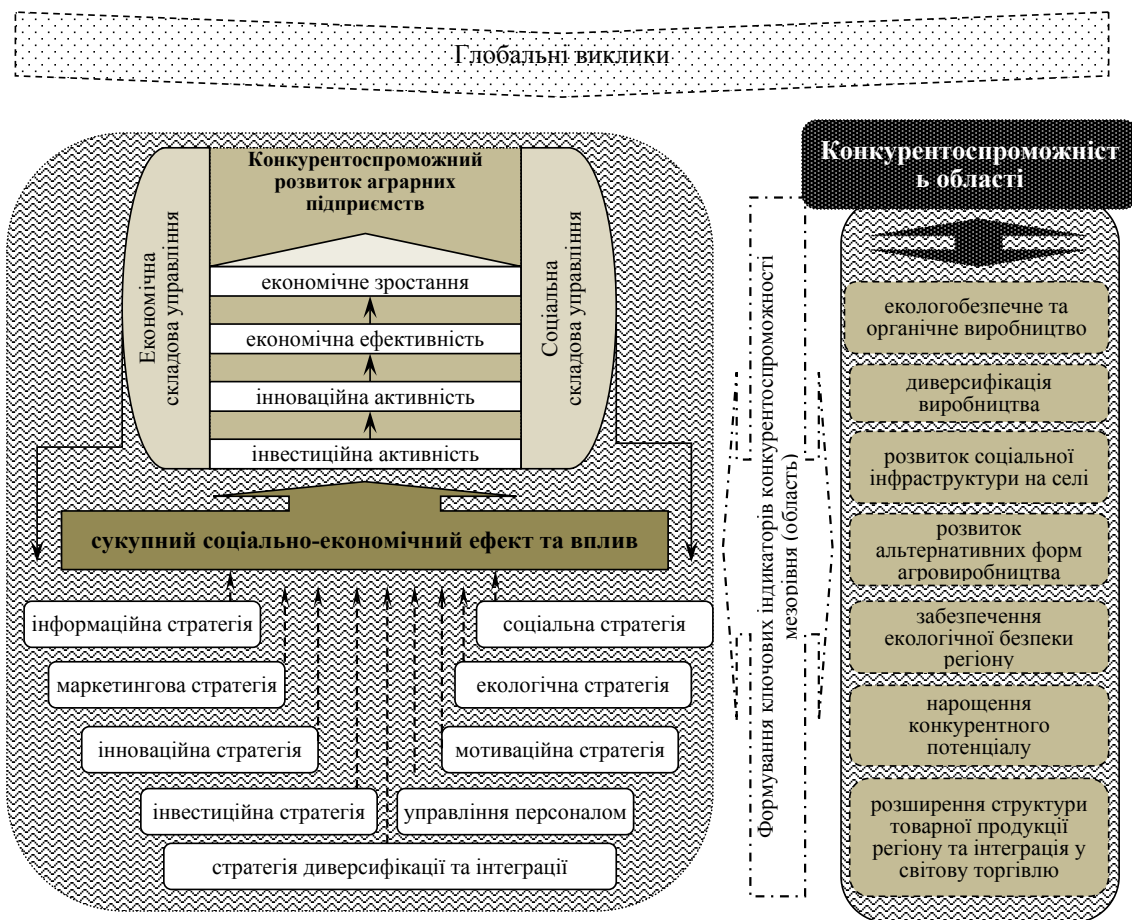 Глобальні виклики
Економічна
складова управління
Конкурентоспроможний
розвиток аграрних
підприємств
економічне зростання
економічна ефективність
інноваційна активність
інвестиційна активність
Соціальна
складова управління
сукупний соціально-економічний ефект та вплив
інформаційна стратегія
соціальна стратегія
маркетингова стратегія
екологічна стратегія
інноваційна стратегія
мотиваційна стратегія
інвестиційна стратегія
управління персоналом
стратегія диверсифікації та інтеграції
Формування ключових індикаторів конкурентоспроможності
мезорівня (область)
Конкурентоспроможніст
ь області
екологобезпечне та
органічне виробництво
диверсифікація
виробництва
розвиток соціальної
інфраструктури на селі
розвиток
альтернативних форм
агровиробництва
забезпечення
екологічної безпеки
регіону
нарощення
конкурентного
потенціалу
розширення структури
товарної продукції
регіону та інтеграція у
світову торгівлю